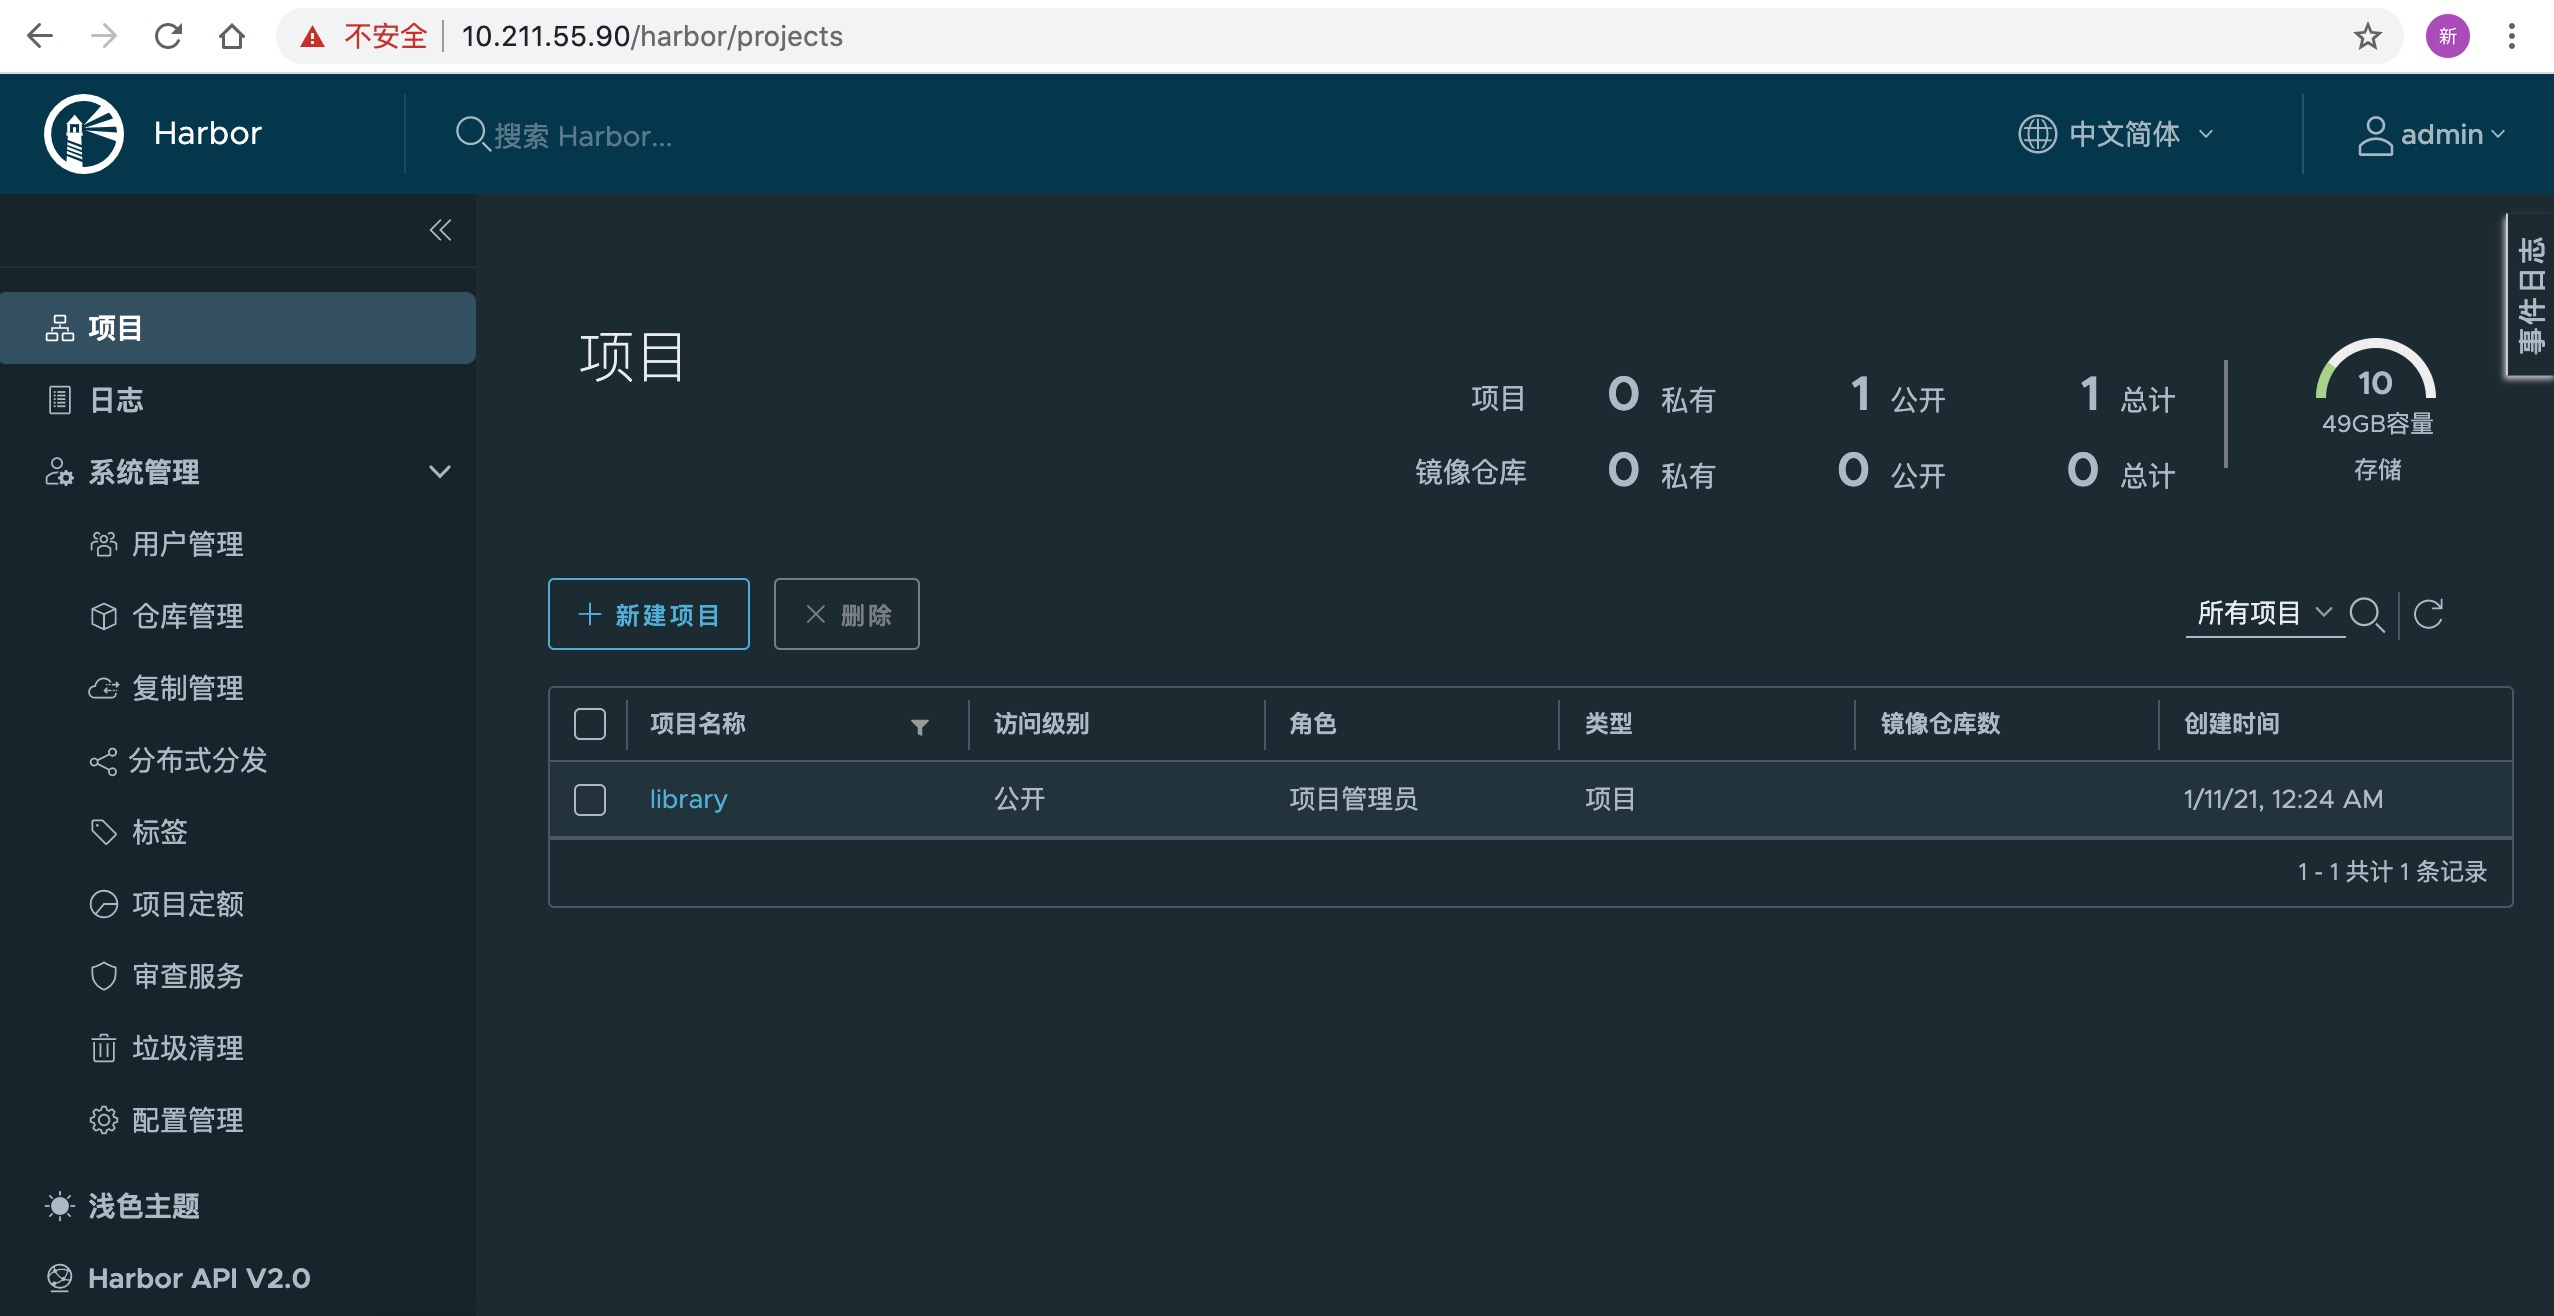 不安全 10.211.55.90/harbor/projects 新
Harbor 搜索 Harbor... 中文简体 admin
事件日志
项目
日志
系统管理
用户管理
仓库管理
复制管理
分布式分发
标签
项目定额
审查服务
垃圾清理
配置管理
浅色主题
Harbor API V2.0
项目
项目 0 私有 1 公开 1 总计
镜像仓库 0 私有 0 公开 0 总计
10
49GB容量
存储
新建项目 删除 所有项目
项目名称 访问级别 角色 类型 镜像仓库数 创建时间
library 公开 项目管理员 项目 1/11/21, 12:24 AM
1 - 1 共计 1 条记录